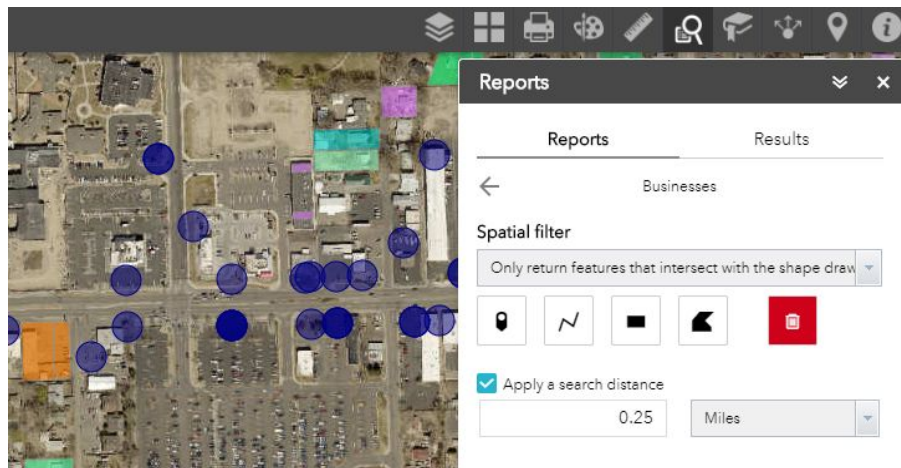 Reports
Reports Results
Businesses
Spatial filter
Only return features that intersect with the shape draw
Apply a search distance
0.25 Miles